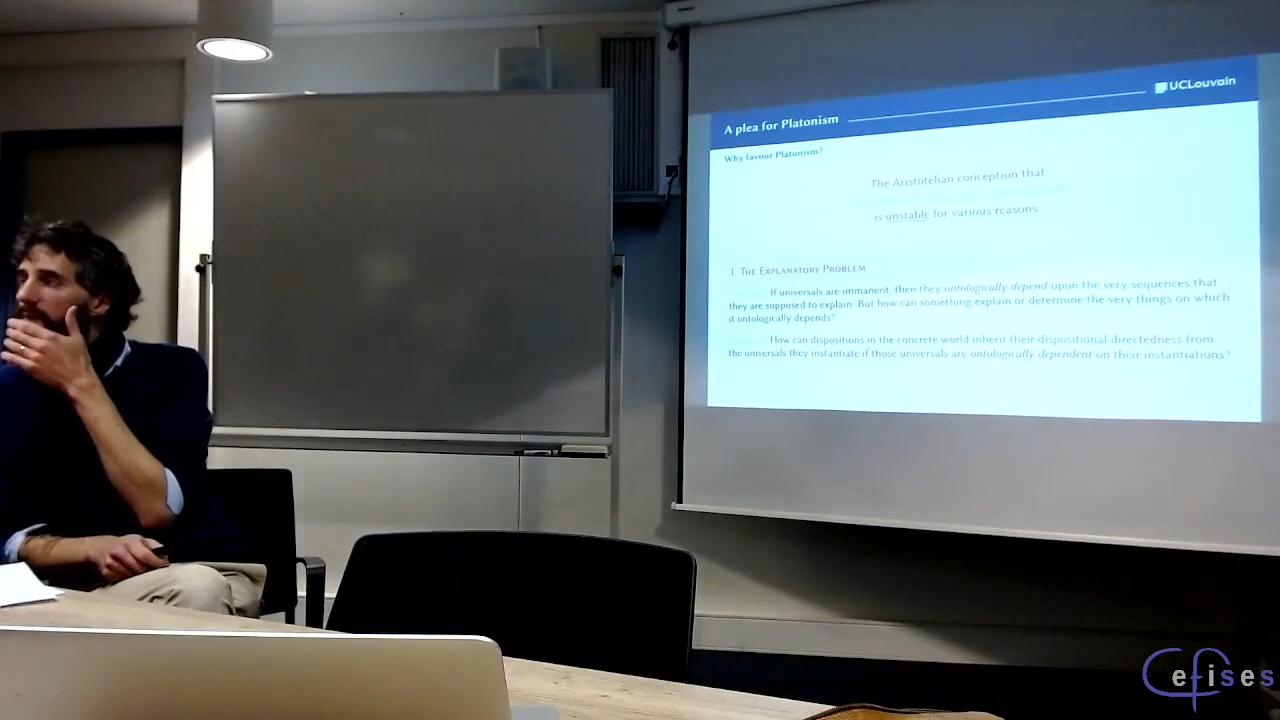 UCLouvain
A plea for Platonism
Why favour Platonism?
The Aristotelian conception that
is unstable for various reasons
1. The Explanatory Problem
If universals are immanent, then they ontologically depend upon the very sequences that
they are supposed to explain. But how can something explain or determine the very things on which
it ontologically depends?
How can dispositions in the concrete world inherit their dispositional directedness from
the universals they instantiate if those universals are ontologically dependent on their instantiations?
Cefises